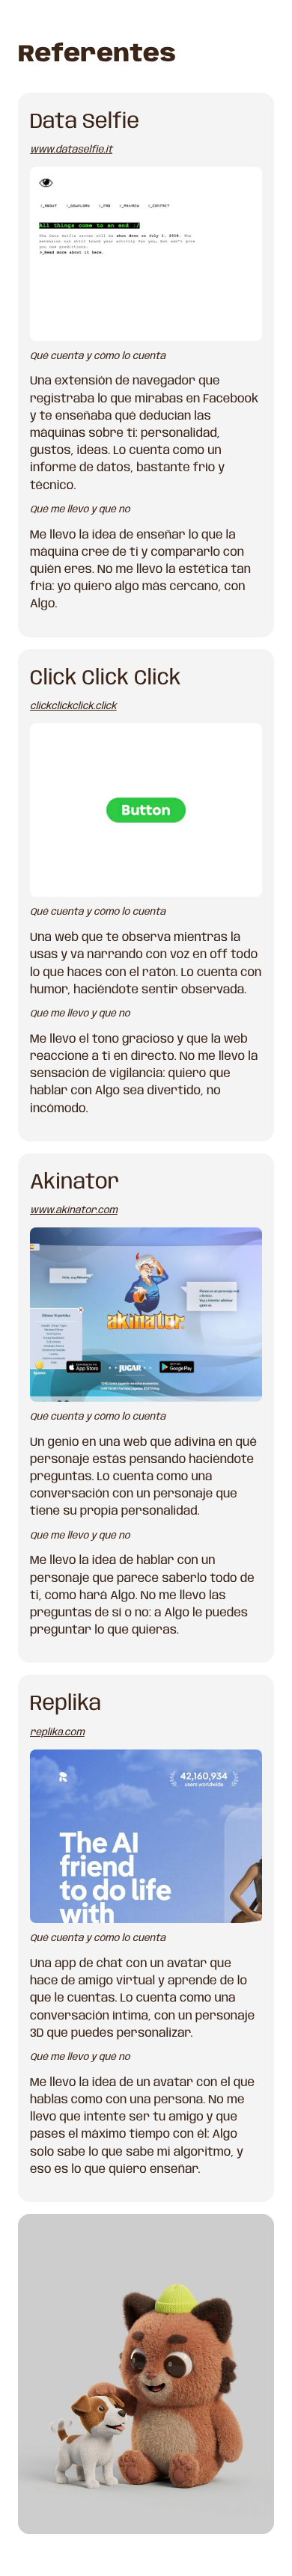 Referentes
Data Selfie
www.dataselfie.it
>_ABOUT >_DOWNLOAD >_FAQ >_PRIVACY >_CONTACT
All things come to an end :/
>_Read more about it here.
Qué cuenta y cómo lo cuenta
Una extensión de navegador que
registraba lo que mirabas en Facebook
y te enseñaba qué deducían las
máquinas sobre ti: personalidad,
gustos, ideas. Lo cuenta como un
informe de datos, bastante frío y
técnico.
Qué me llevo y qué no
Me llevo la idea de enseñar lo que la
máquina cree de ti y compararlo con
quién eres. No me llevo la estética tan
fría: yo quiero algo más cercano, con
Algo.
Click Click Click
clickclickclick.click
Button
Qué cuenta y cómo lo cuenta
Una web que te observa mientras la
usas y va narrando con voz en off todo
lo que haces con el ratón. Lo cuenta con
humor, haciéndote sentir observada.
Qué me llevo y qué no
Me llevo el tono gracioso y que la web
reaccione a ti en directo. No me llevo la
sensación de vigilancia: quiero que
hablar con Algo sea divertido, no
incómodo.
Akinator
www.akinator.com
akinator
App Store
JUGAR
Google Play
Qué cuenta y cómo lo cuenta
Un genio en una web que adivina en qué
personaje estás pensando haciéndote
preguntas. Lo cuenta como una
conversación con un personaje que
tiene su propia personalidad.
Qué me llevo y qué no
Me llevo la idea de hablar con un
personaje que parece saberlo todo de
ti, como hará Algo. No me llevo las
preguntas de sí o no: a Algo le puedes
preguntar lo que quieras.
Replika
replika.com
42,160,934
users worldwide
The AI
friend
to do life
with
Qué cuenta y cómo lo cuenta
Una app de chat con un avatar que
hace de amigo virtual y aprende de lo
que le cuentas. Lo cuenta como una
conversación íntima, con un personaje
3D que puedes personalizar.
Qué me llevo y qué no
Me llevo la idea de un avatar con el que
hablas como con una persona. No me
llevo que intente ser tu amigo y que
pases el máximo tiempo con él: Algo
solo sabe lo que sabe mi algoritmo, y
eso es lo que quiero enseñar.